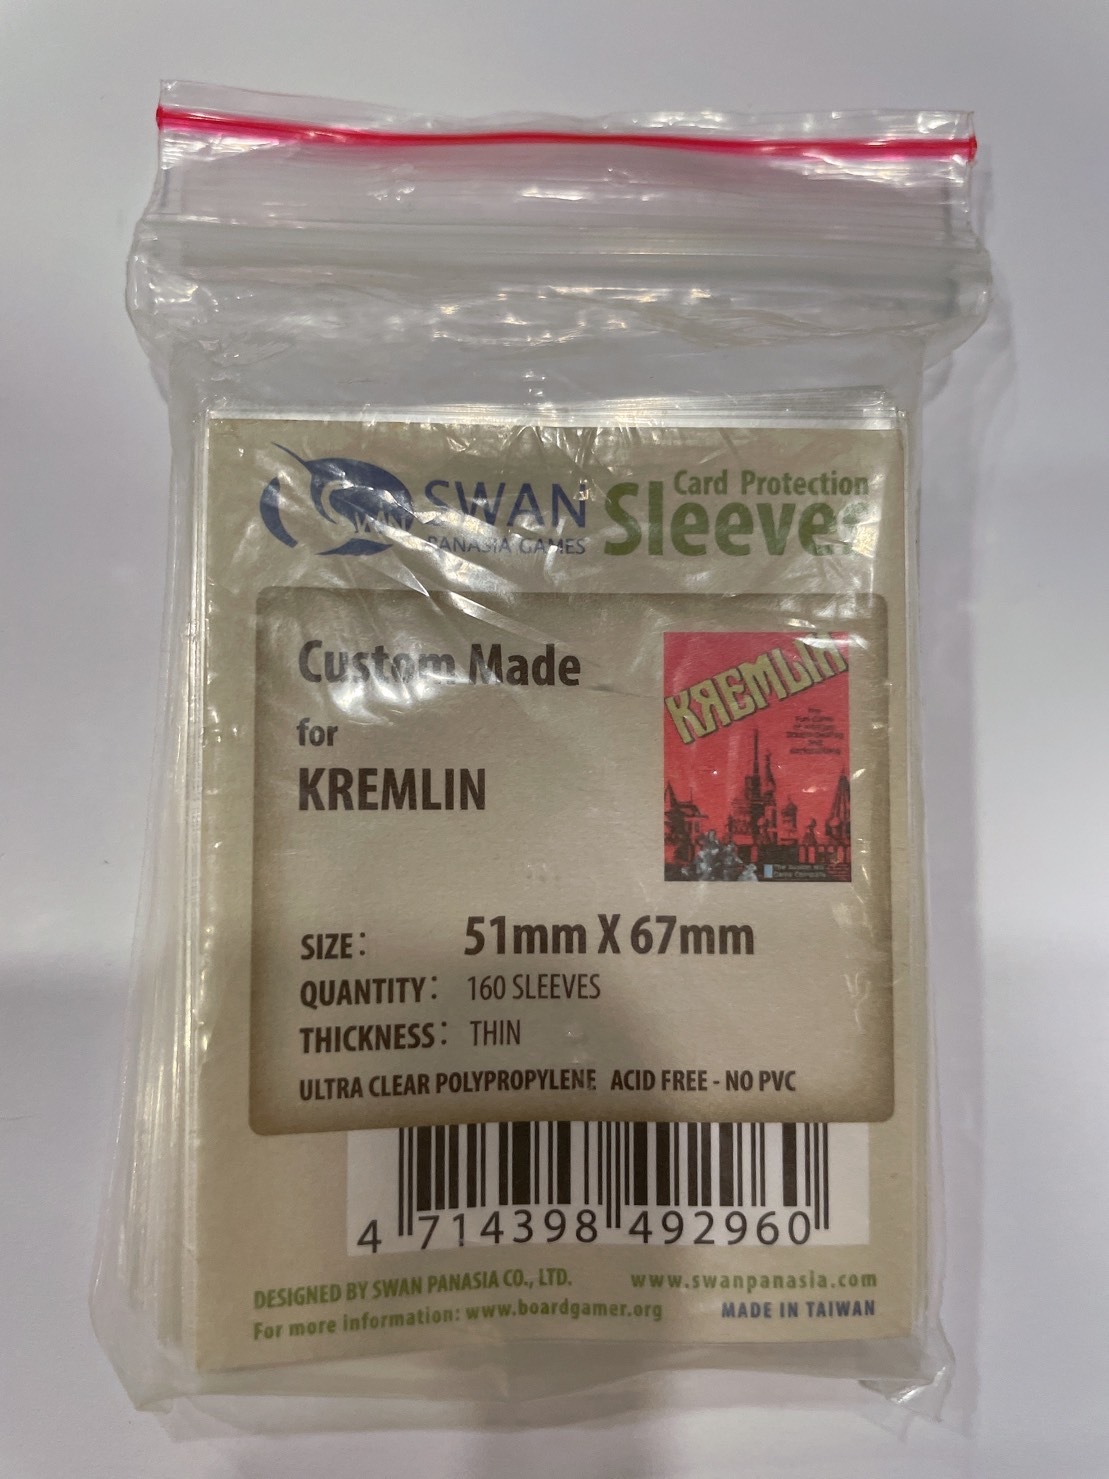 SWAN
SWAN
PANASIA GAMES
Card Protection
Sleeves
Custom Made
for
KREMLIN
KREMLIN
SIZE: 51mm X 67mm
QUANTITY: 160 SLEEVES
THICKNESS: THIN
ULTRA CLEAR POLYPROPYLENE ACID FREE - NO PVC
4 714398 492960
DESIGNED BY SWAN PANASIA CO., LTD. www.swanpanasia.com
For more information: www.boardgamer.org MADE IN TAIWAN